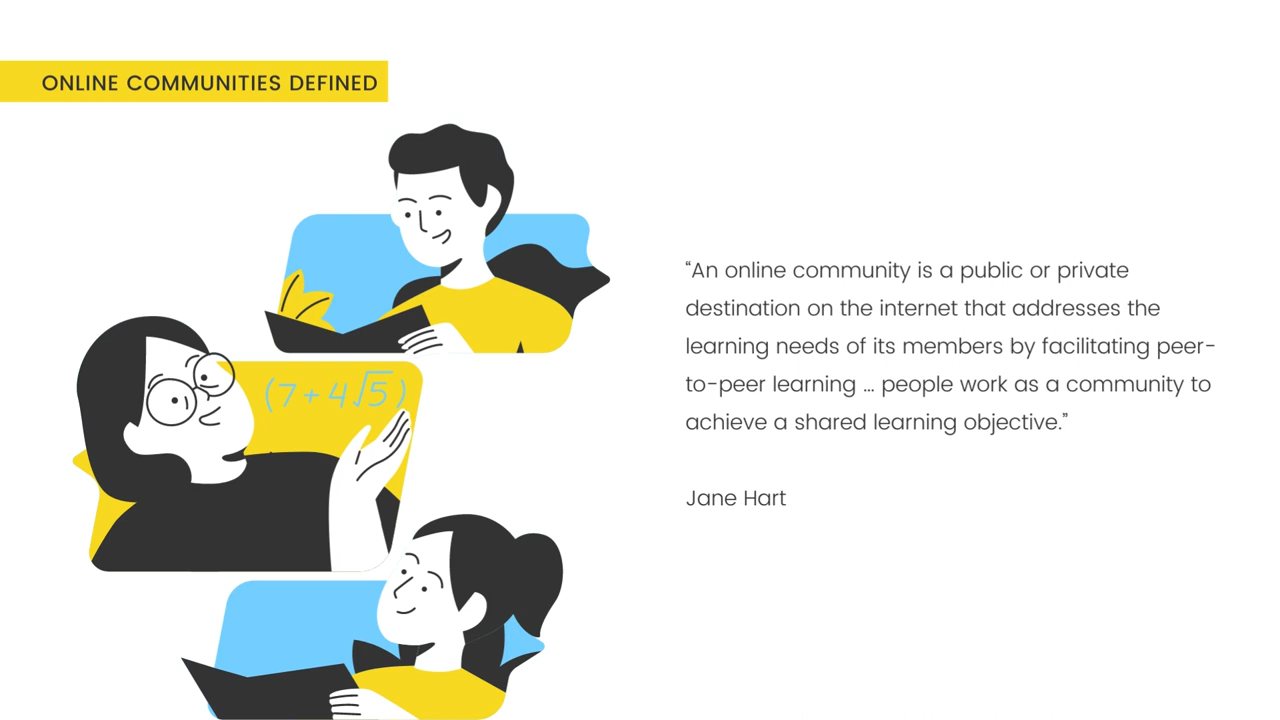 ONLINE COMMUNITIES DEFINED
(7+4√5)
“An online community is a public or private
destination on the internet that addresses the
learning needs of its members by facilitating peer-
to-peer learning ... people work as a community to
achieve a shared learning objective.”
Jane Hart